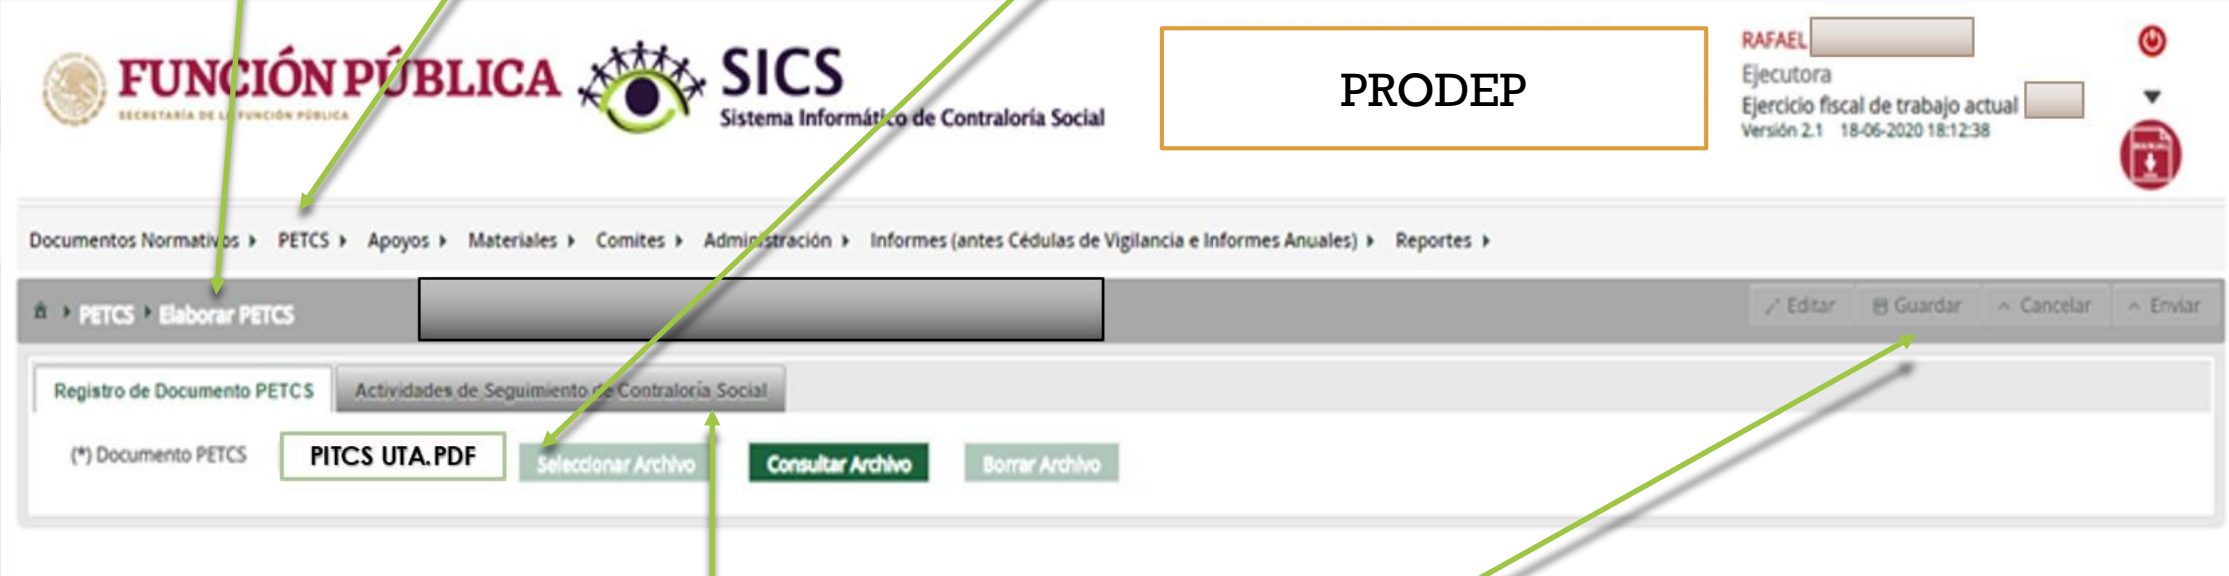 FUNCIÓN PÚBLICA
SECRETARÍA DE LA FUNCIÓN PÚBLICA
SICS
Sistema Informático de Contraloría Social
PRODEP
RAFAEL
Ejecutora
Ejercicio fiscal de trabajo actual
Versión 2.1 18-06-2020 18:12:38
MANUAL
Documentos Normativos PETCS Apoyos Materiales Comites Administración Informes (antes Cédulas de Vigilancia e Informes Anuales) Reportes
PETCS Elaborar PETCS Editar Guardar Cancelar Enviar
Registro de Documento PETCS Actividades de Seguimiento de Contraloría Social
(*) Documento PETCS PITCS UTA.PDF Seleccionar Archivo Consultar Archivo Borrar Archivo